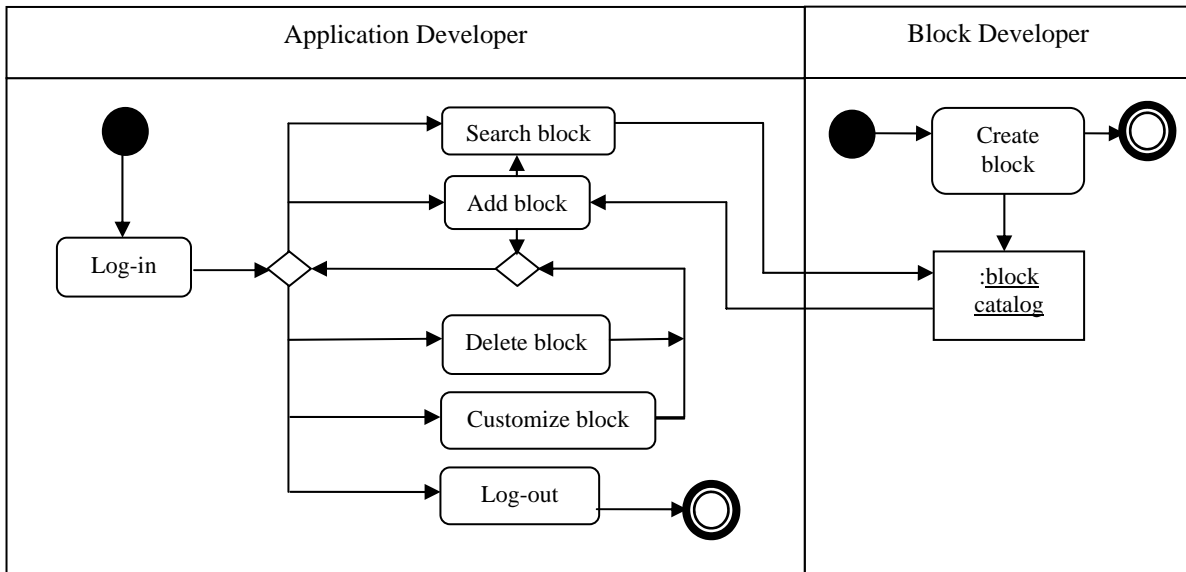 Application Developer
Block Developer
Search block
Add block
Log-in
Delete block
Customize block
Log-out
Create
block
:block
catalog